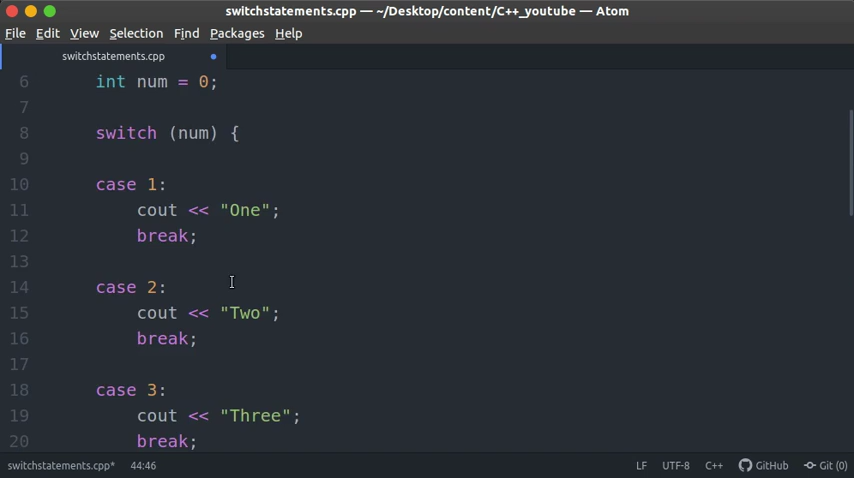 switchstatements.cpp — ~/Desktop/content/C++_youtube — Atom
File Edit View Selection Find Packages Help
switchstatements.cpp
6 int num = 0;
7
8 switch (num) {
9
10 case 1:
11 cout << "One";
12 break;
13
14 case 2:
15 cout << "Two";
16 break;
17
18 case 3:
19 cout << "Three";
20 break;
switchstatements.cpp* 44:46 LF UTF-8 C++ GitHub Git (0)